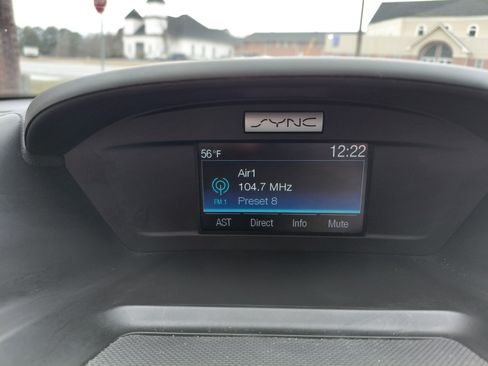 SYNC
56°F 12:22
Air1
104.7 MHz
FM 1 Preset 8
AST Direct Info Mute